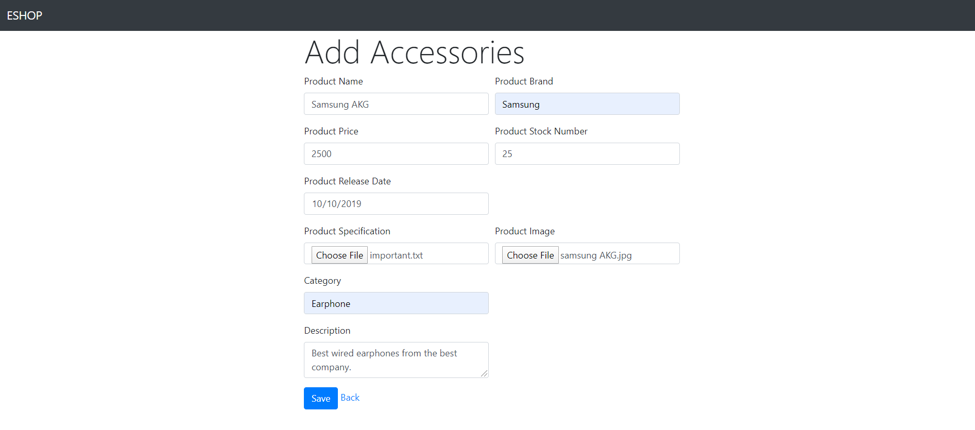 ESHOP
Add Accessories
Product Name
Product Brand
Samsung AKG
Samsung
Product Price
Product Stock Number
2500
25
Product Release Date
10/10/2019
Product Specification
Product Image
Choose File important.txt
Choose File samsung AKG.jpg
Category
Earphone
Description
Best wired earphones from the best
company.
Save Back